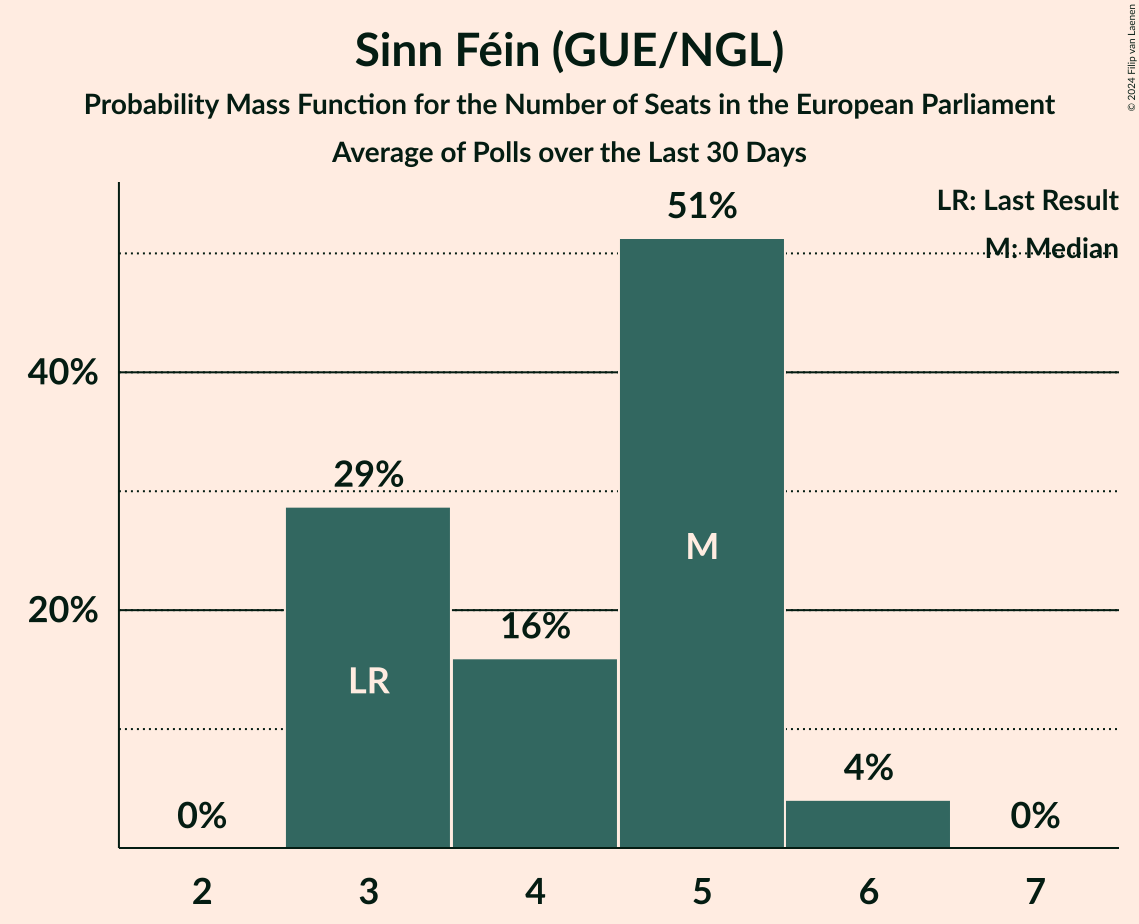 Sinn Féin (GUE/NGL)
Probability Mass Function for the Number of Seats in the European Parliament
Average of Polls over the Last 30 Days
© 2024 Filip van Laenen
LR: Last Result
M: Median
51%
40%
29%
M
20%
16%
LR
4%
0%
0%
2 3 4 5 6 7